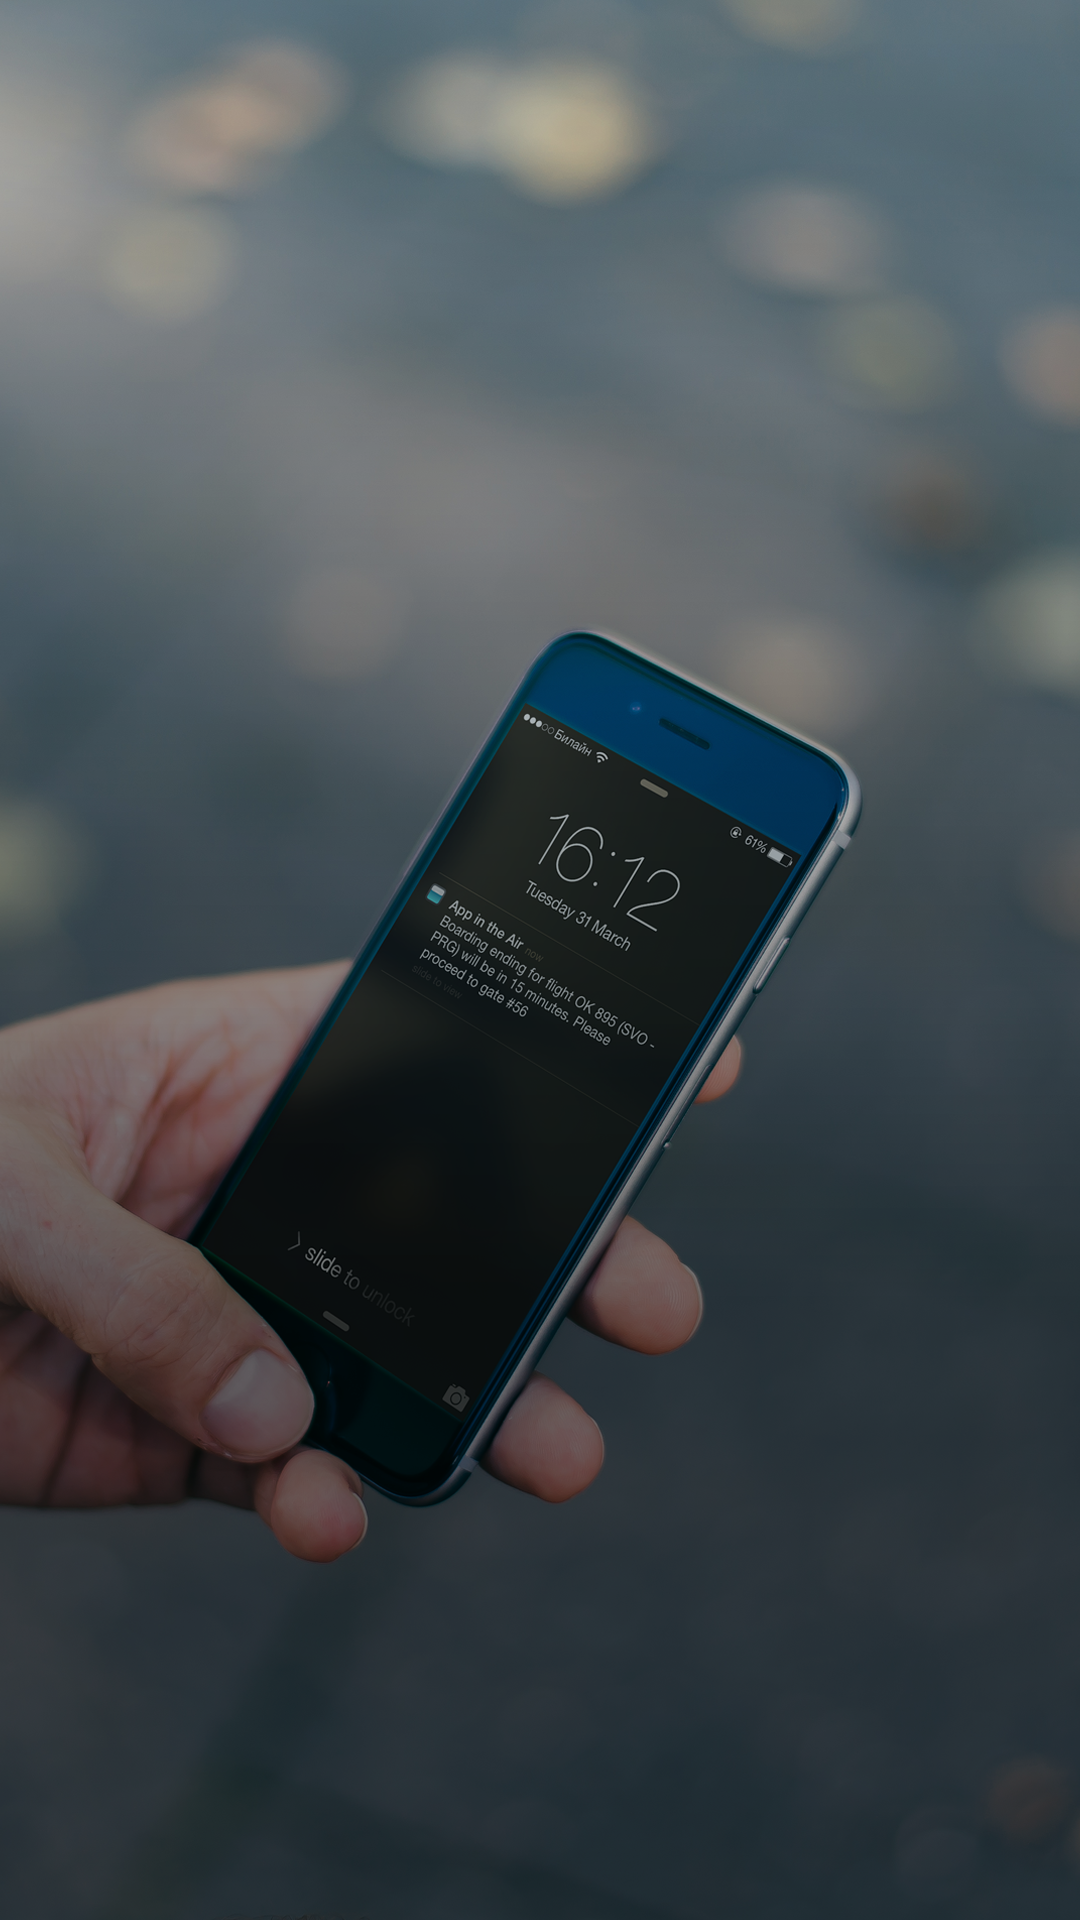 Билайн
61%
16:12
Tuesday 31 March
App in the Air now
Boarding ending for flight OK 895 (SVO -
PRG) will be in 15 minutes. Please
proceed to gate #56
slide to view
> slide to unlock